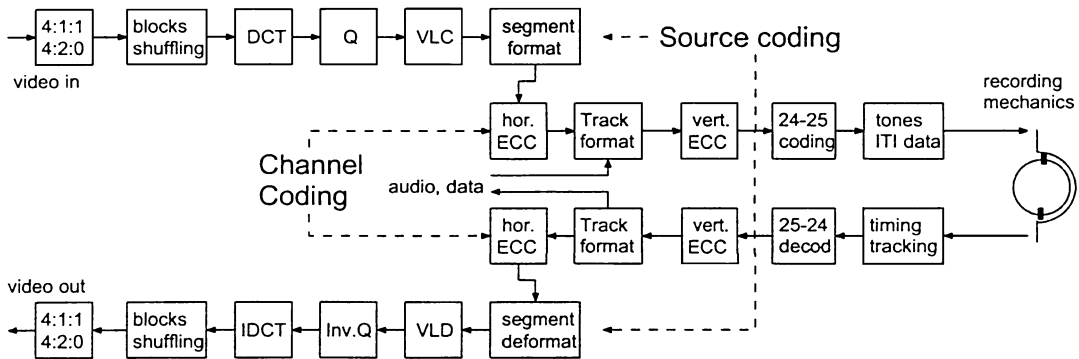 4:1:1
4:2:0
blocks
shuffling
DCT
Q
VLC
segment
format
Source coding
video in
recording
mechanics
hor.
ECC
Track
format
vert.
ECC
24-25
coding
tones
ITI data
Channel
Coding
audio, data
hor.
ECC
Track
format
vert.
ECC
25-24
decod
timing
tracking
video out
4:1:1
4:2:0
blocks
shuffling
IDCT
Inv.Q
VLD
segment
deformat